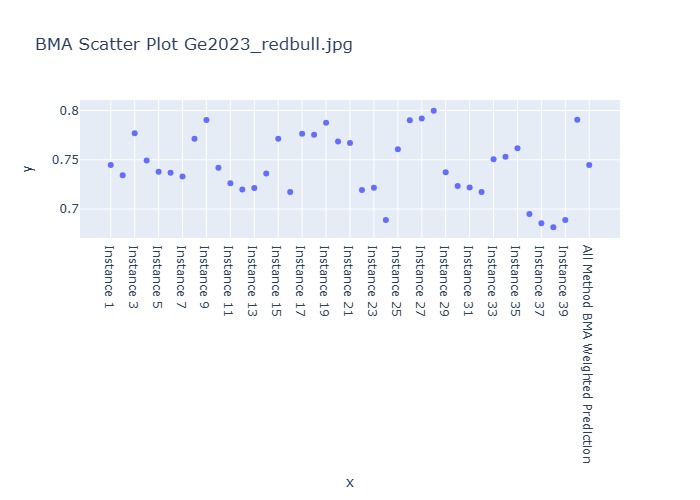 BMA Scatter Plot Ge2023_redbull.jpg
0.8
0.75
0.7
y
Instance 1
Instance 3
Instance 5
Instance 7
Instance 9
Instance 11
Instance 13
Instance 15
Instance 17
Instance 19
Instance 21
Instance 23
Instance 25
Instance 27
Instance 29
Instance 31
Instance 33
Instance 35
Instance 37
Instance 39
All Method BMA Weighted Prediction
x